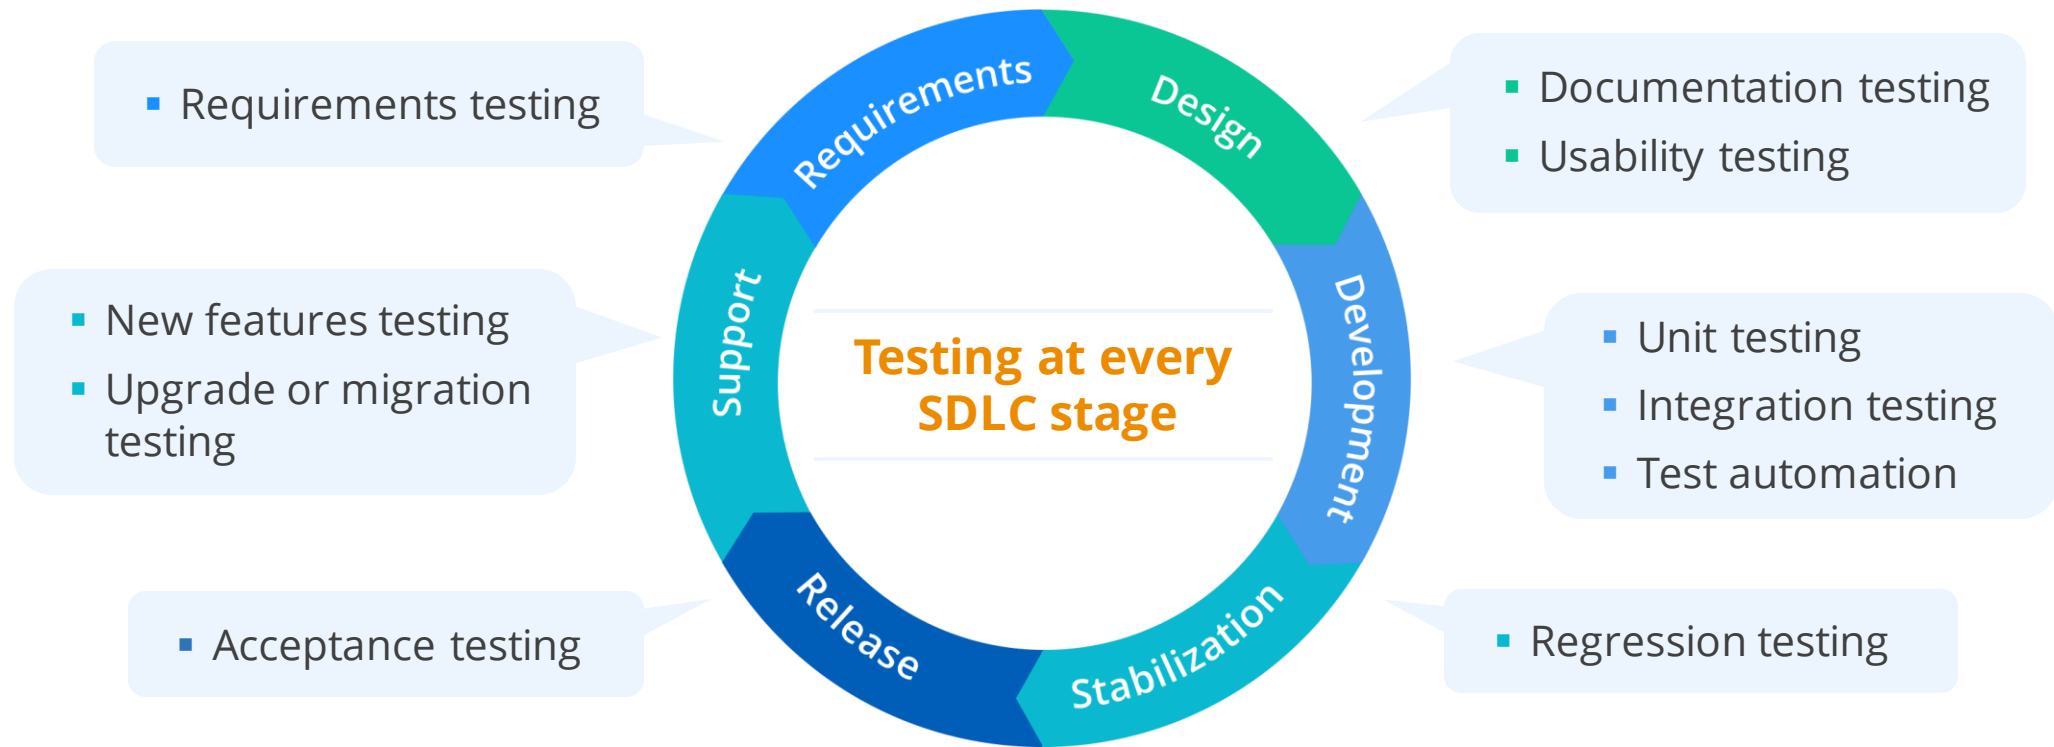 Requirements testing
New features testing
Upgrade or migration
testing
Acceptance testing
Requirements
Design
Development
Stabilization
Release
Support
Testing at every
SDLC stage
Documentation testing
Usability testing
Unit testing
Integration testing
Test automation
Regression testing